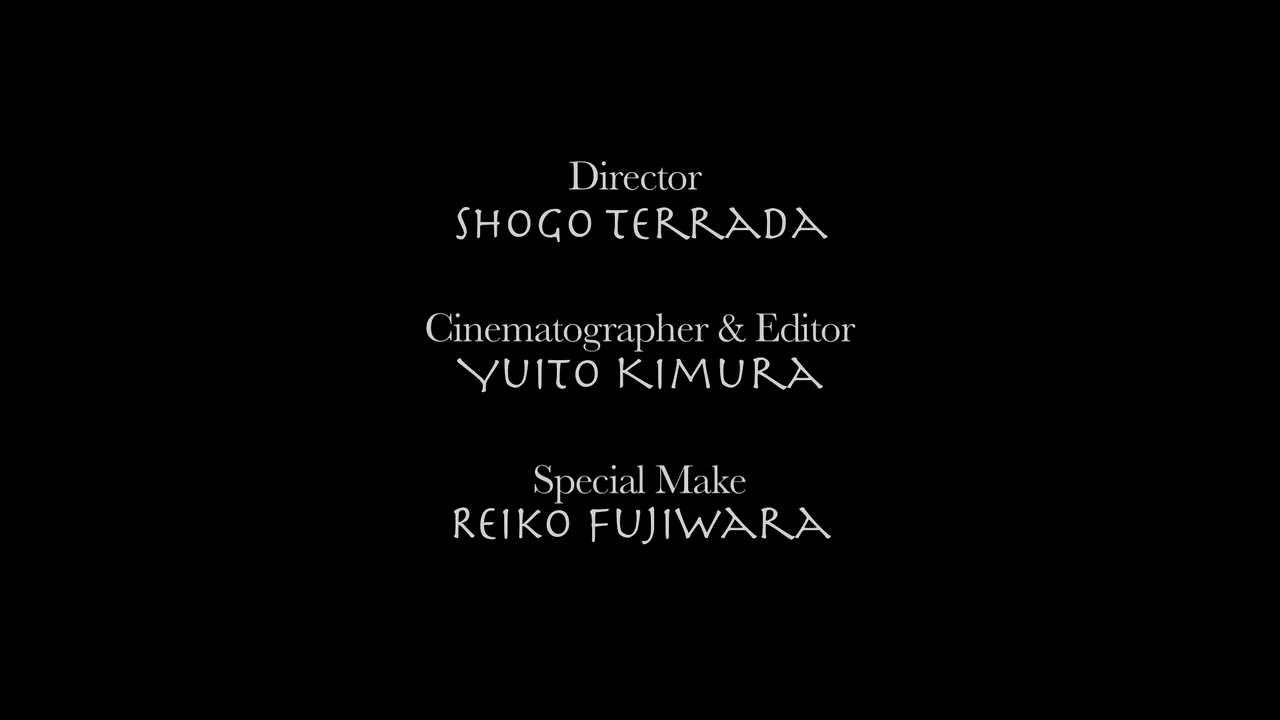 Director
SHOGO TERRADA
Cinematographer & Editor
YUITO KIMURA
Special Make
REIKO FUJIWARA